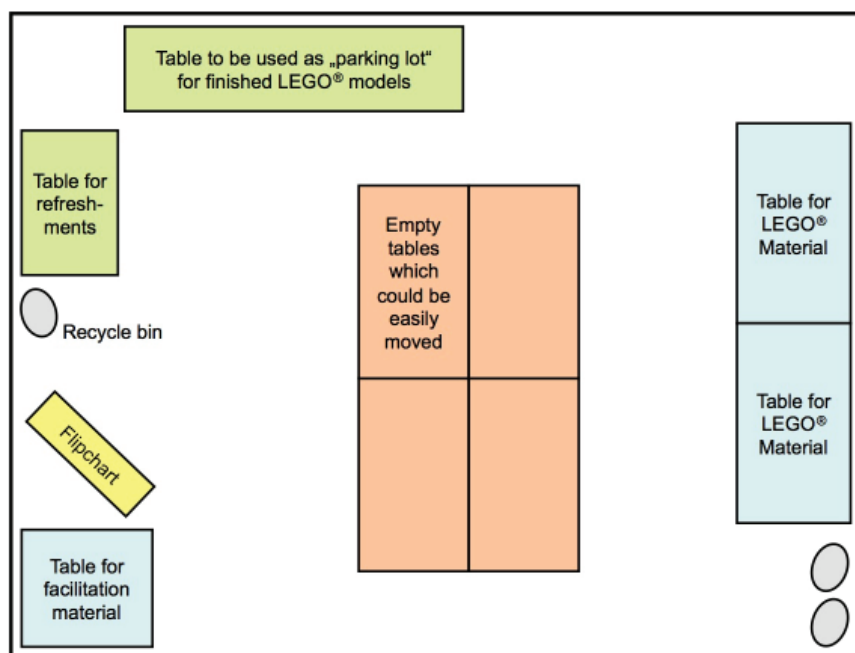 Table to be used as „parking lot“
for finished LEGO® models
Table for
refresh-
ments
Recycle bin
Flipchart
Table for
facilitation
material
Empty
tables
which
could be
easily
moved
Table for
LEGO®
Material
Table for
LEGO®
Material